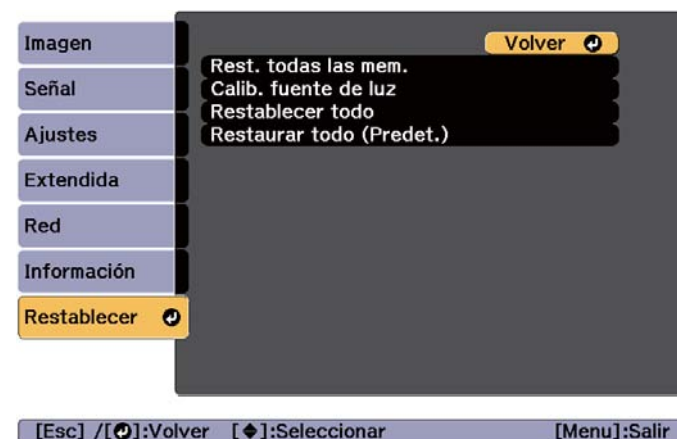 Imagen
Señal
Ajustes
Extendida
Red
Información
Restablecer
Volver
Rest. todas las mem.
Calib. fuente de luz
Restablecer todo
Restaurar todo (Predet.)
[Esc] /[⏎]:Volver [◆]:Seleccionar [Menu]:Salir